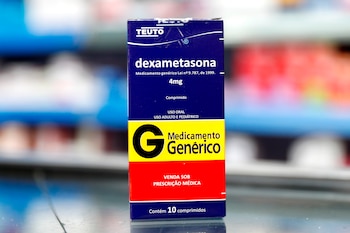 TEUTO
dexametasona
Medicamento genérico Lei nº 9.787, de 1999.
4mg
Comprimido
USO ORAL
USO ADULTO E PEDIÁTRICO
G Medicamento
Genérico
VENDA SOB
PRESCRIÇÃO MÉDICA
Contém 10 comprimidos